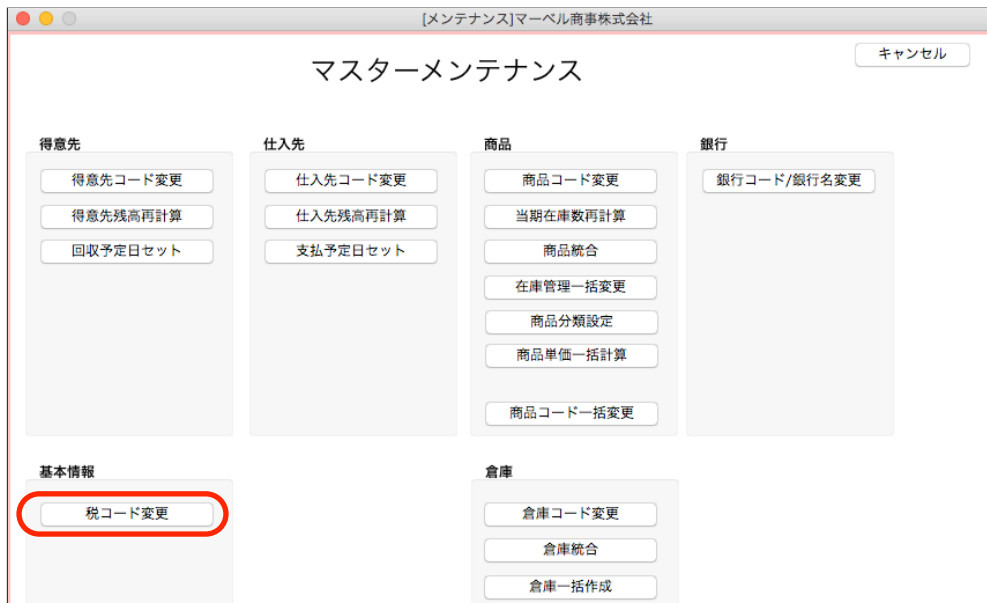 [メンテナンス]マーベル商事株式会社
マスターメンテナンス
キャンセル
得意先
得意先コード変更
得意先残高再計算
回収予定日セット
仕入先
仕入先コード変更
仕入先残高再計算
支払予定日セット
商品
商品コード変更
当期在庫数再計算
商品統合
在庫管理一括変更
商品分類設定
商品単価一括計算
商品コード一括変更
銀行
銀行コード/銀行名変更
基本情報
税コード変更
倉庫
倉庫コード変更
倉庫統合
倉庫一括作成